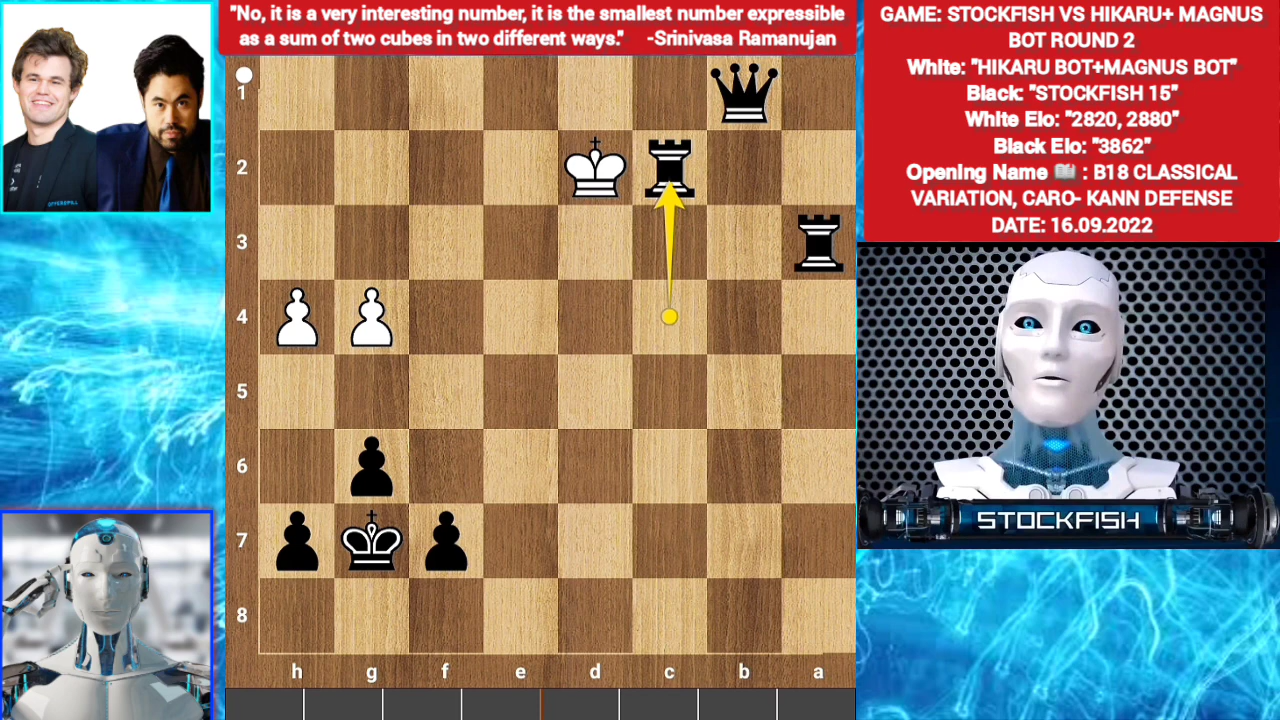 "No, it is a very interesting number, it is the smallest number expressible
as a sum of two cubes in two different ways." -Srinivasa Ramanujan
GAME: STOCKFISH VS HIKARU+ MAGNUS
BOT ROUND 2
White: "HIKARU BOT+MAGNUS BOT"
Black: "STOCKFISH 15"
White Elo: "2820, 2880"
Black Elo: "3862"
Opening Name 📖 : B18 CLASSICAL
VARIATION, CARO- KANN DEFENSE
DATE: 16.09.2022
1
2
3
4
5
6
7
8
h g f e d c b a
STOCKFISH